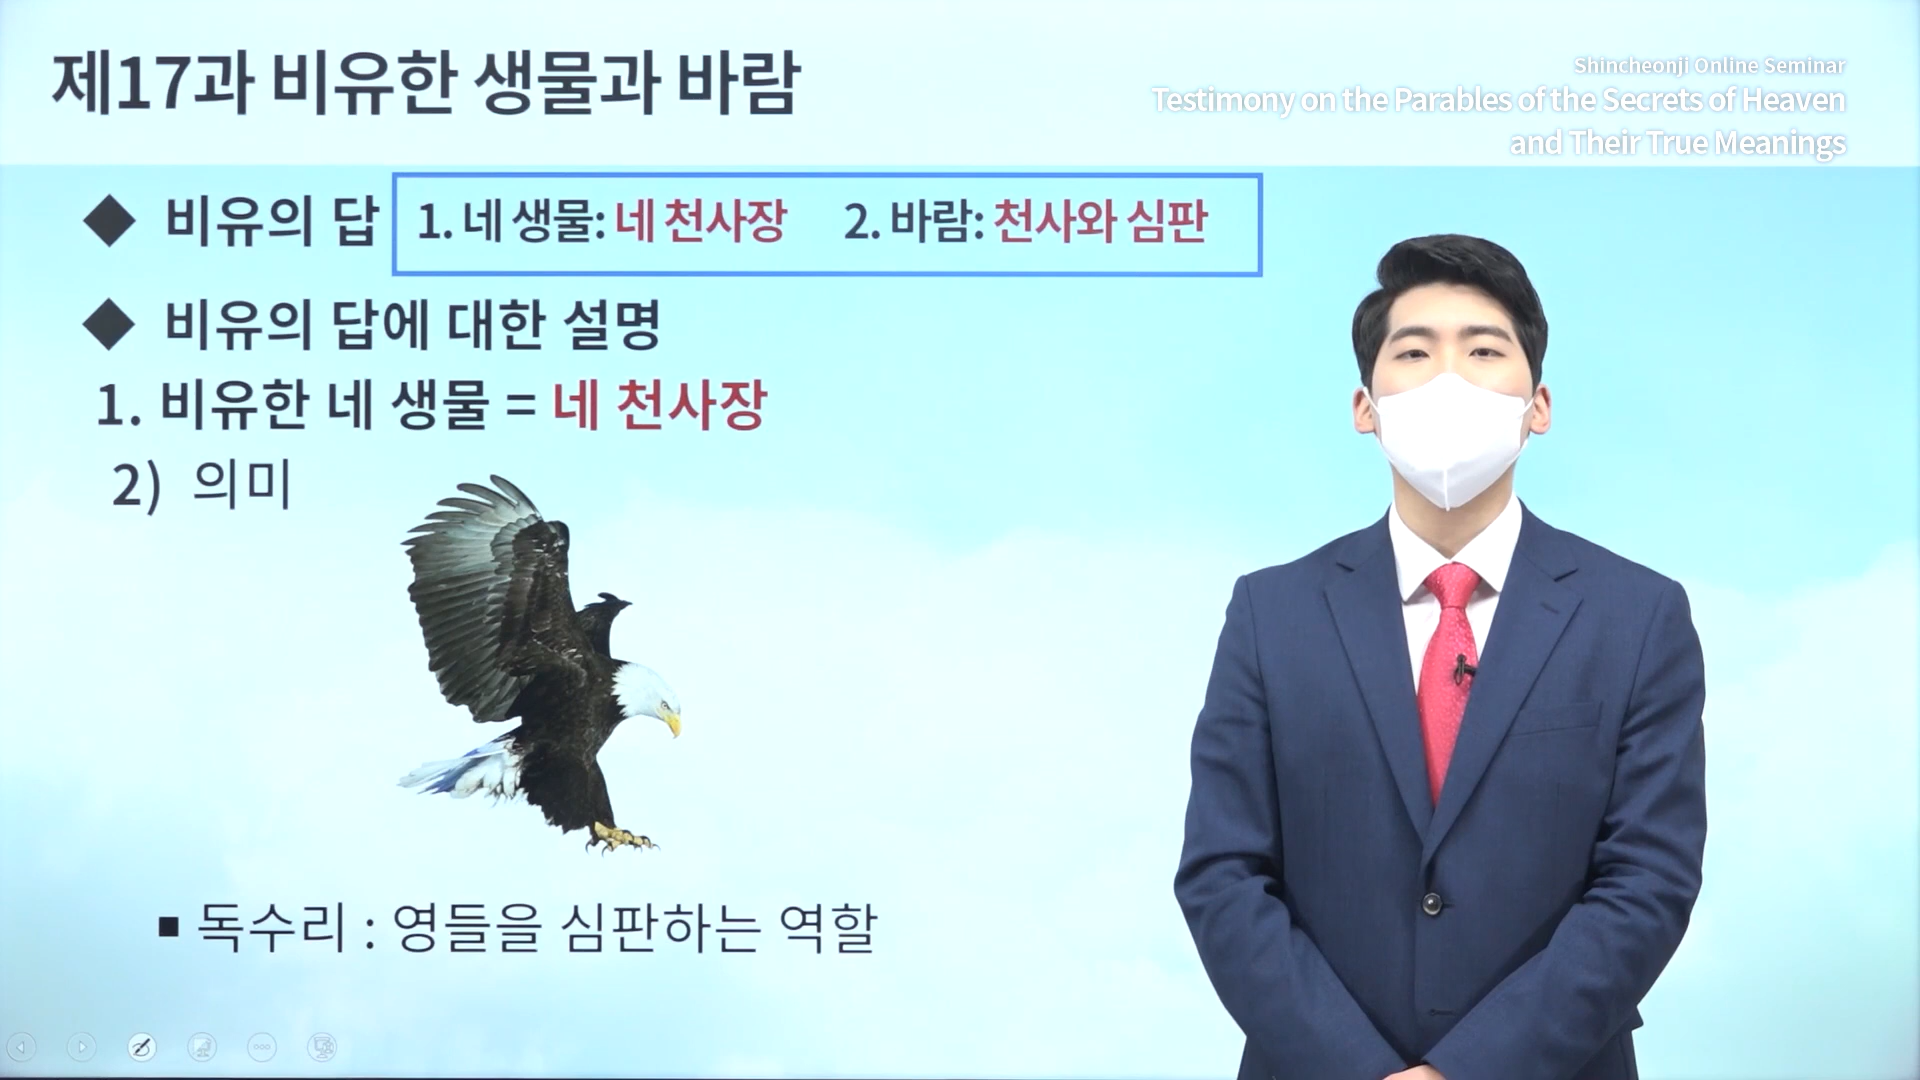 제17과 비유한 생물과 바람
Shincheonji Online Seminar
Testimony on the Parables of the Secrets of Heaven
and Their True Meanings
◆ 비유의 답 1. 네 생물: 네 천사장 2. 바람: 천사와 심판
◆ 비유의 답에 대한 설명
1. 비유한 네 생물 = 네 천사장
2) 의미
▪ 독수리 : 영들을 심판하는 역할